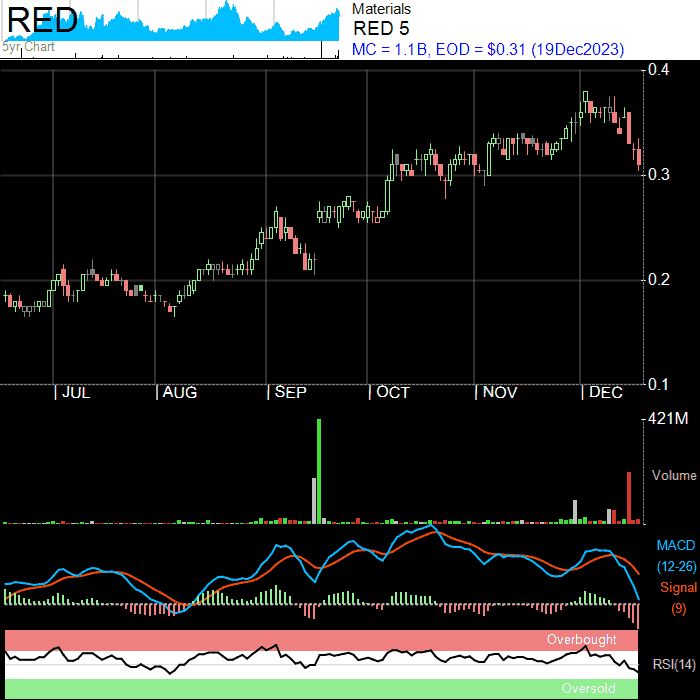 RED
5yr Chart
Materials
RED 5
MC = 1.1B, EOD = $0.31 (19Dec2023)
0.4
0.3
0.2
0.1
JUL
AUG
SEP
OCT
NOV
DEC
421M
Volume
MACD
(12-26)
Signal
(9)
Overbought
RSI(14)
Oversold